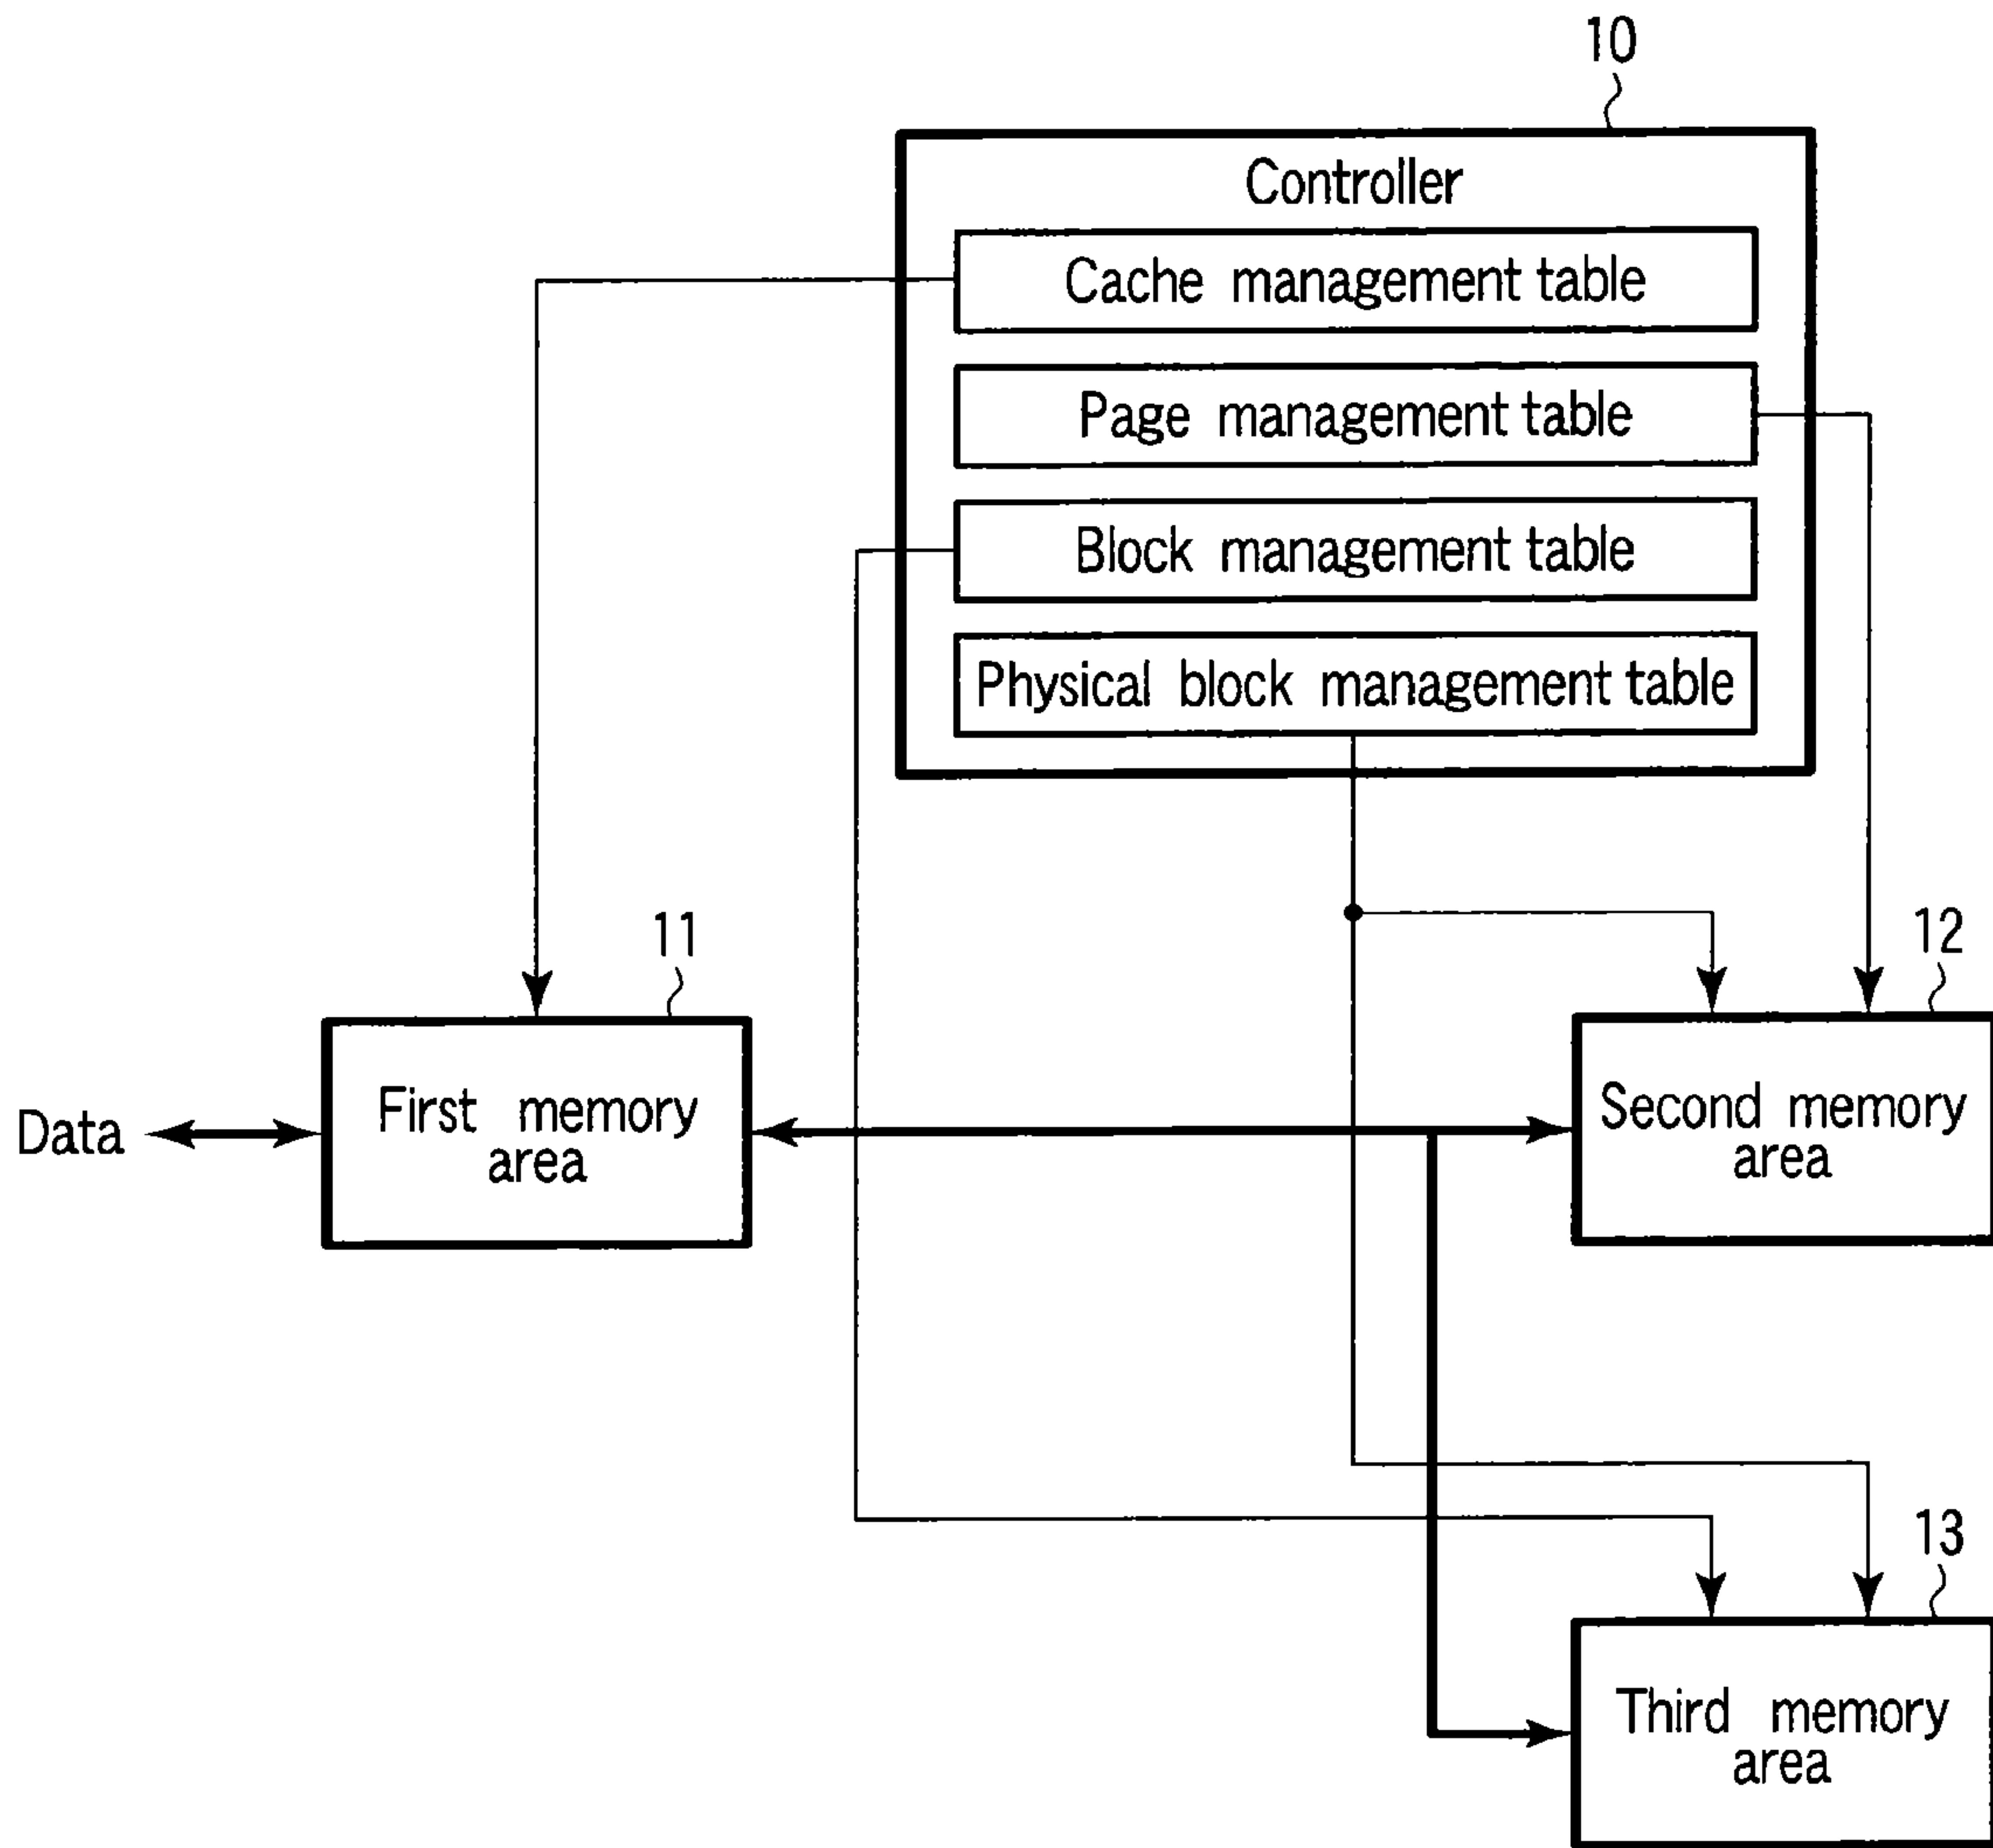 10
Controller
Cache management table
Page management table
Block management table
Physical block management table
11
12
Data
First memory
area
Second memory
area
13
Third memory
area